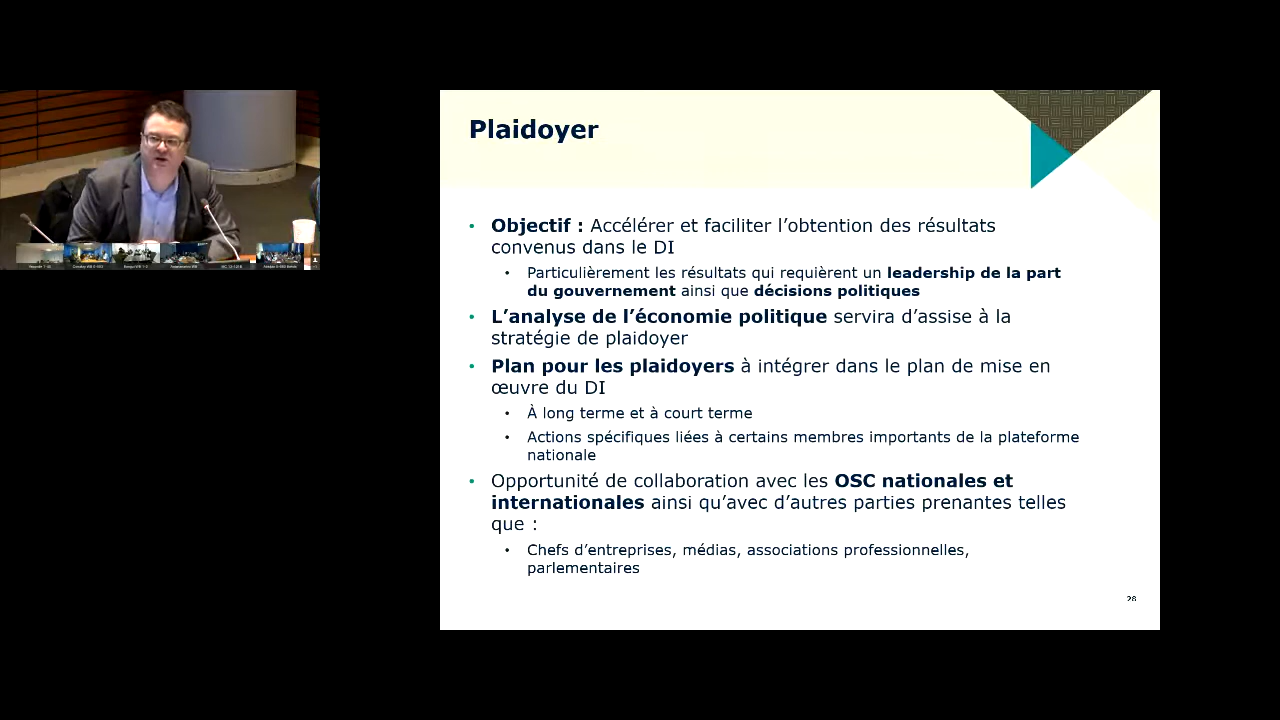 Plaidoyer
• Objectif : Accélérer et faciliter l’obtention des résultats
convenus dans le DI
• Particulièrement les résultats qui requièrent un leadership de la part
du gouvernement ainsi que décisions politiques
• L’analyse de l’économie politique servira d’assise à la
stratégie de plaidoyer
• Plan pour les plaidoyers à intégrer dans le plan de mise en
œuvre du DI
• À long terme et à court terme
• Actions spécifiques liées à certains membres importants de la plateforme
nationale
• Opportunité de collaboration avec les OSC nationales et
internationales ainsi qu’avec d’autres parties prenantes telles
que :
• Chefs d’entreprises, médias, associations professionnelles,
parlementaires